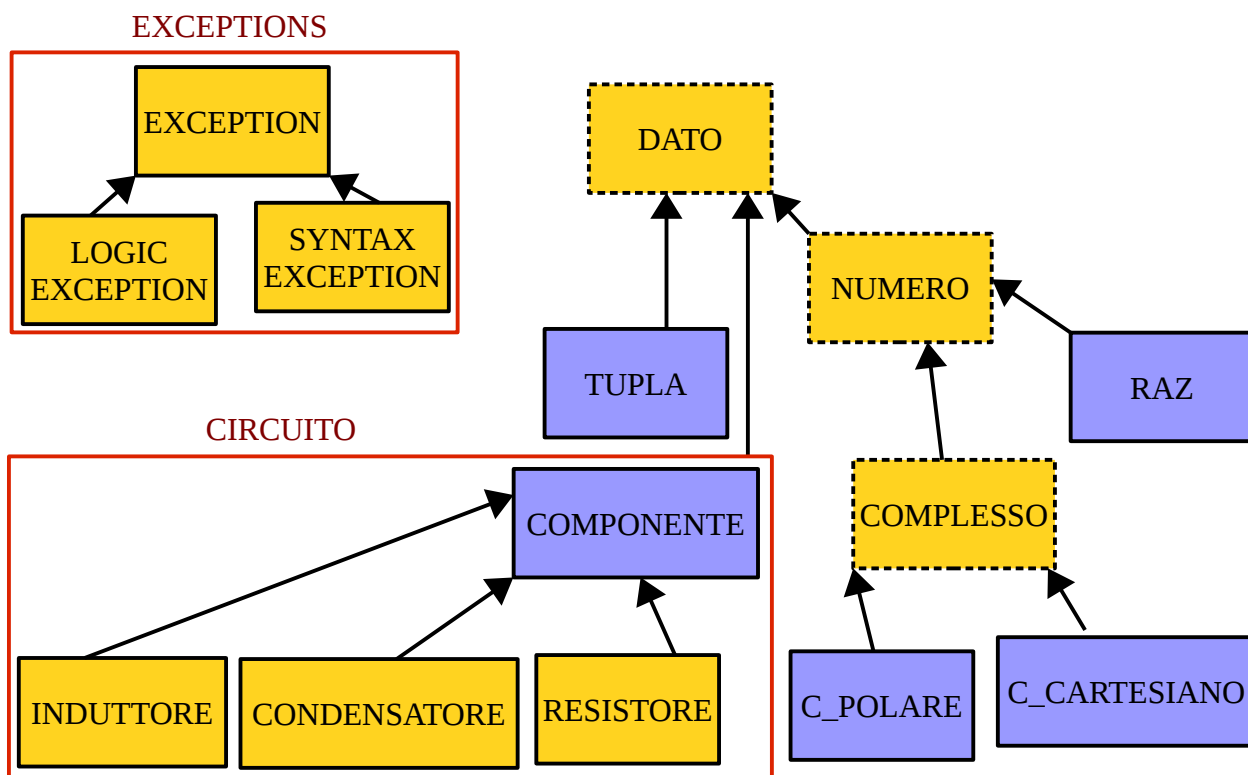 EXCEPTIONS
EXCEPTION
LOGIC
EXCEPTION
SYNTAX
EXCEPTION
DATO
NUMERO
TUPLA
RAZ
CIRCUITO
COMPONENTE
COMPLESSO
INDUTTORE
CONDENSATORE
RESISTORE
C_POLARE
C_CARTESIANO